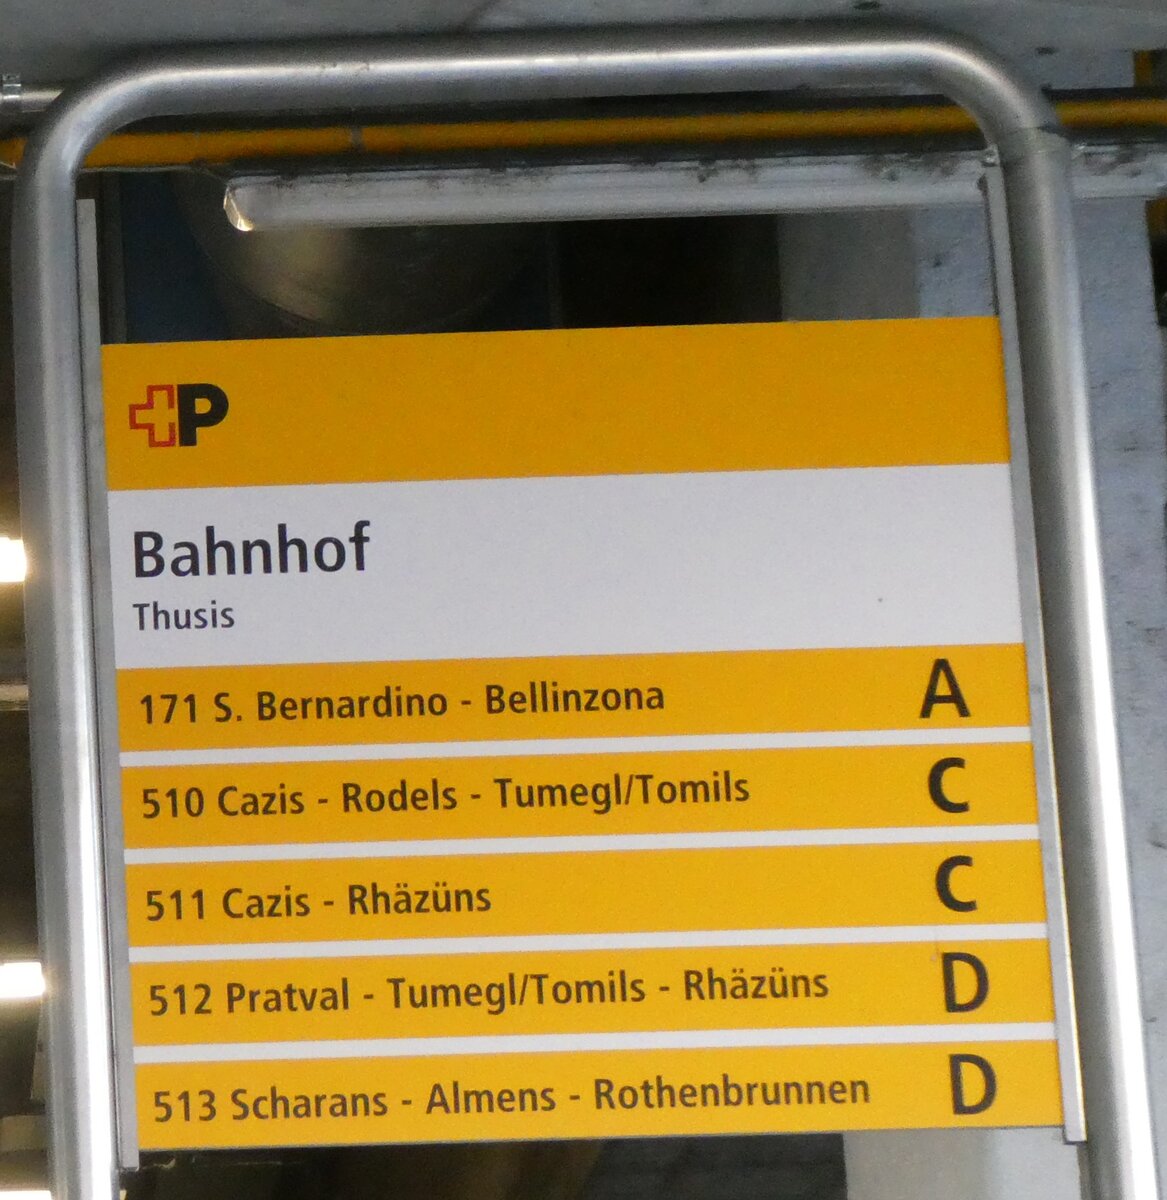 P
Bahnhof
Thusis
171 S. Bernardino - Bellinzona A
510 Cazis - Rodels - Tumegl/Tomils C
511 Cazis - Rhäzüns C
512 Pratval - Tumegl/Tomils - Rhäzüns D
513 Scharans - Almens - Rothenbrunnen D